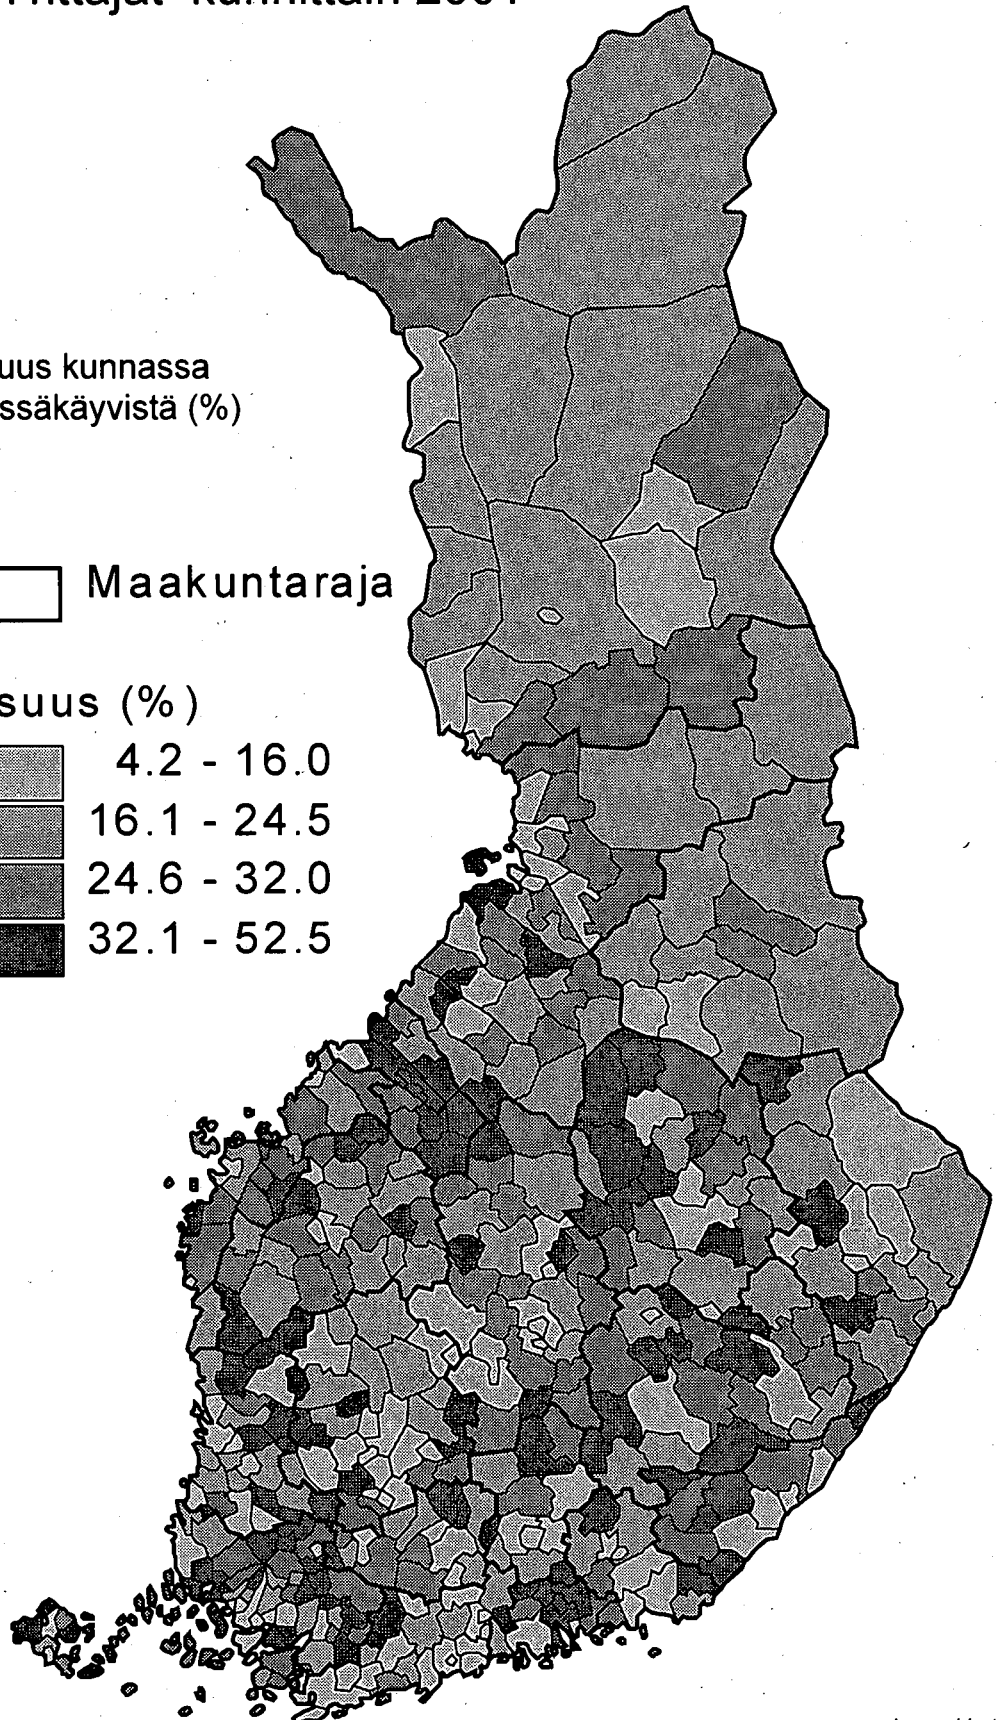 kunnittain
uus kunnassa
ssäkäyvistä (%)
Maakuntaraja
suus (%)
4.2 - 16.0
16.1 - 24.5
24.6 - 32.0
32.1 - 52.5